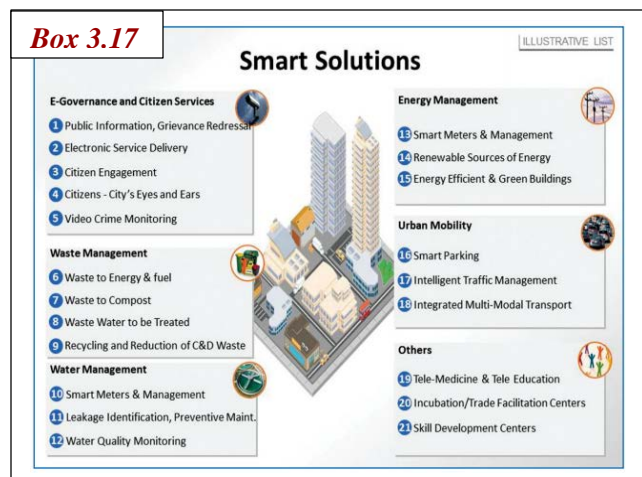 Box 3.17
ILLUSTRATIVE LIST
Smart Solutions
E-Governance and Citizen Services
1 Public Information, Grievance Redressal
2 Electronic Service Delivery
3 Citizen Engagement
4 Citizens - City's Eyes and Ears
5 Video Crime Monitoring
Waste Management
6 Waste to Energy & fuel
7 Waste to Compost
8 Waste Water to be Treated
9 Recycling and Reduction of C&D Waste
Water Management
10 Smart Meters & Management
11 Leakage Identification, Preventive Maint.
12 Water Quality Monitoring
Energy Management
13 Smart Meters & Management
14 Renewable Sources of Energy
15 Energy Efficient & Green Buildings
Urban Mobility
16 Smart Parking
17 Intelligent Traffic Management
18 Integrated Multi-Modal Transport
Others
19 Tele-Medicine & Tele Education
20 Incubation/Trade Facilitation Centers
21 Skill Development Centers